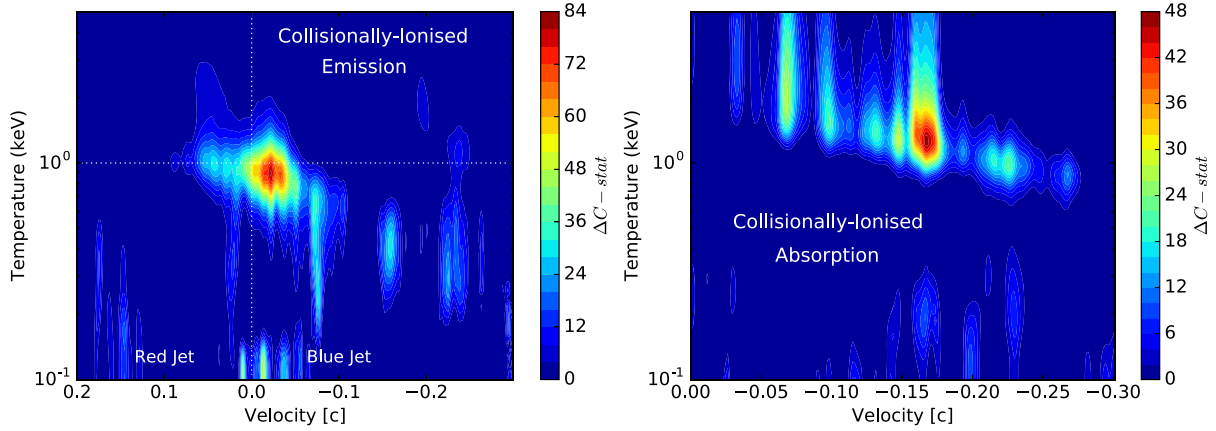 Collisionally-Ionised
Emission
Temperature (keV)
10^0
10^-1
Red Jet
Blue Jet
0.2
0.1
0.0
−0.1
−0.2
Velocity [c]
84
72
60
48
36
24
12
0
ΔC − stat
Temperature (keV)
10^0
10^-1
Collisionally-Ionised
Absorption
0.00
−0.05
−0.10
−0.15
−0.20
−0.25
−0.30
Velocity [c]
48
42
36
30
24
18
12
6
0
ΔC − stat